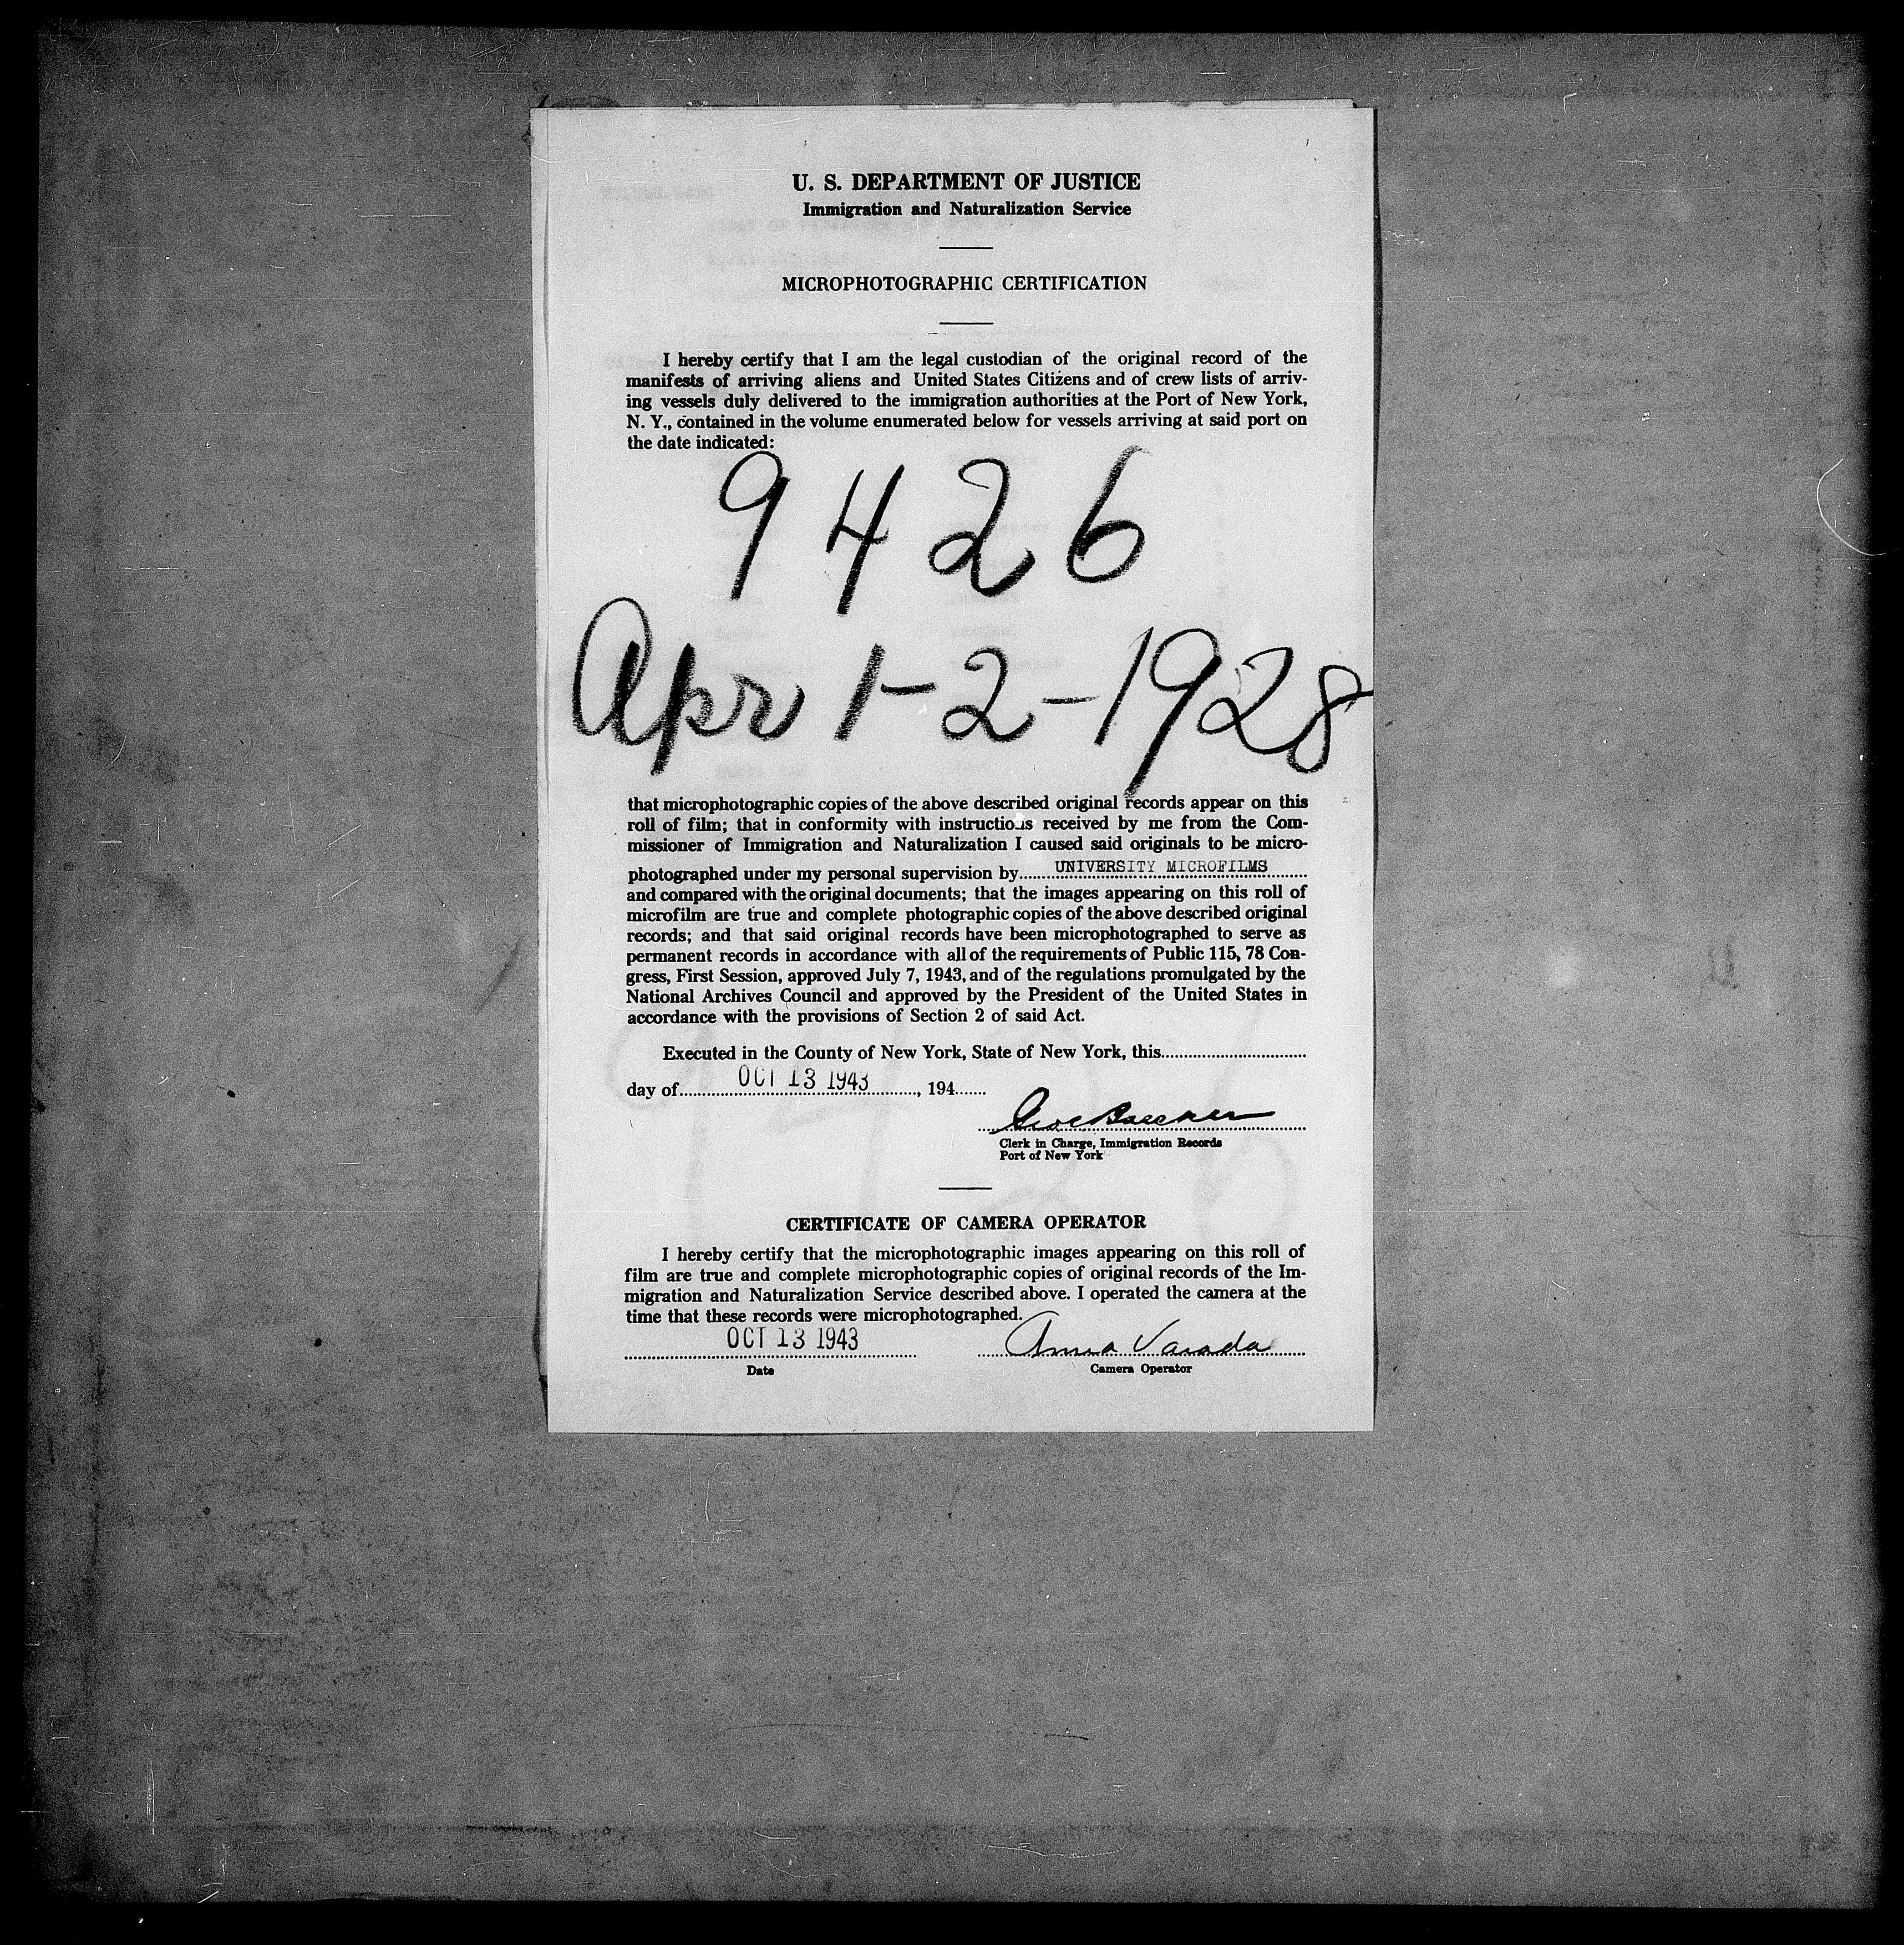 U. S. DEPARTMENT OF JUSTICE
Immigration and Naturalization Service
MICROPHOTOGRAPHIC CERTIFICATION
I hereby certify that I am the legal custodian of the original record of the
manifests of arriving aliens and United States Citizens and of crew lists of arriv-
ing vessels duly delivered to the immigration authorities at the Port of New York,
N. Y., contained in the volume enumerated below for vessels arriving at said port on
the date indicated:
9426
Apr 1-2-1928
that microphotographic copies of the above described original records appear on this
roll of film; that in conformity with instructions received by me from the Com-
missioner of Immigration and Naturalization I caused said originals to be micro-
photographed under my personal supervision by UNIVERSITY MICROFILMS
and compared with the original documents; that the images appearing on this roll of
microfilm are true and complete photographic copies of the above described original
records; and that said original records have been microphotographed to serve as
permanent records in accordance with all of the requirements of Public 115, 78 Con-
gress, First Session, approved July 7, 1943, and of the regulations promulgated by the
National Archives Council and approved by the President of the United States in
accordance with the provisions of Section 2 of said Act.
Executed in the County of New York, State of New York, this
day of OCT 13 1943, 194
Clerk in Charge, Immigration Records
Port of New York
CERTIFICATE OF CAMERA OPERATOR
I hereby certify that the microphotographic images appearing on this roll of
film are true and complete microphotographic copies of original records of the Im-
migration and Naturalization Service described above. I operated the camera at the
time that these records were microphotographed.
OCT 13 1943 Anna Varada
Date Camera Operator